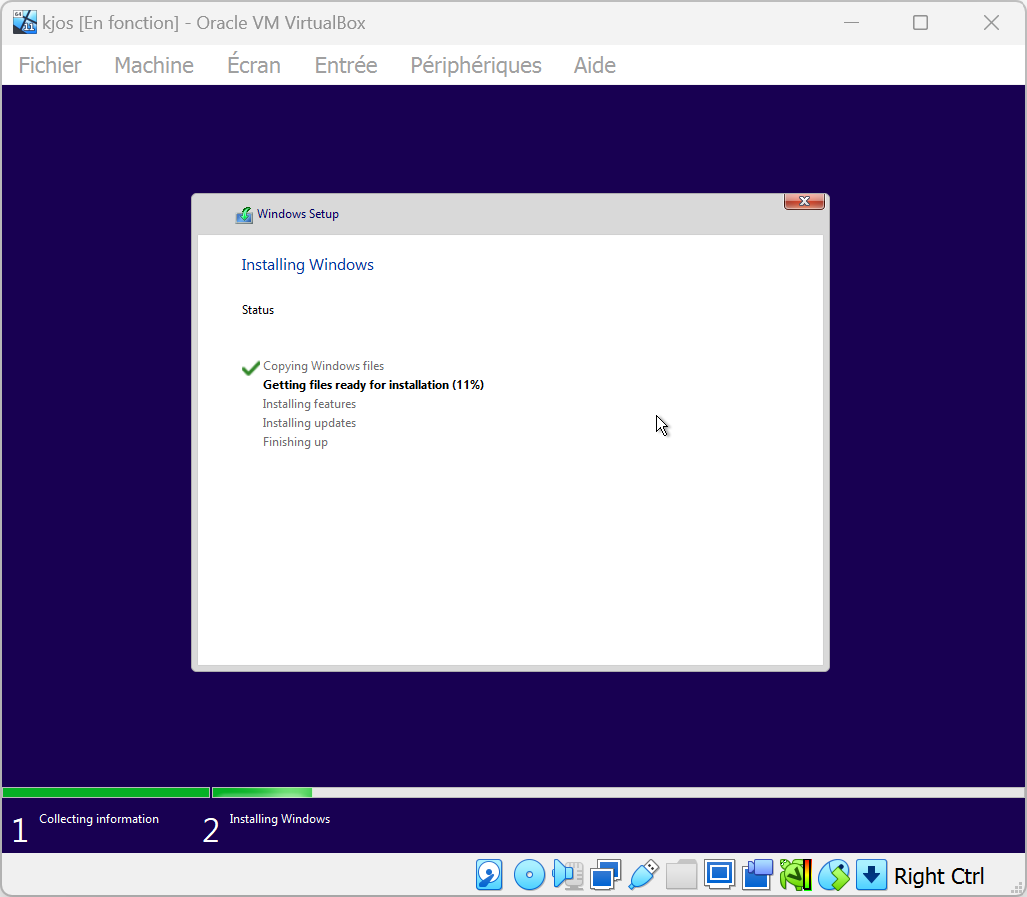 kjos [En fonction] - Oracle VM VirtualBox
Fichier Machine Écran Entrée Périphériques Aide
Windows Setup
Installing Windows
Status
Copying Windows files
Getting files ready for installation (11%)
Installing features
Installing updates
Finishing up
1 Collecting information 2 Installing Windows
Right Ctrl